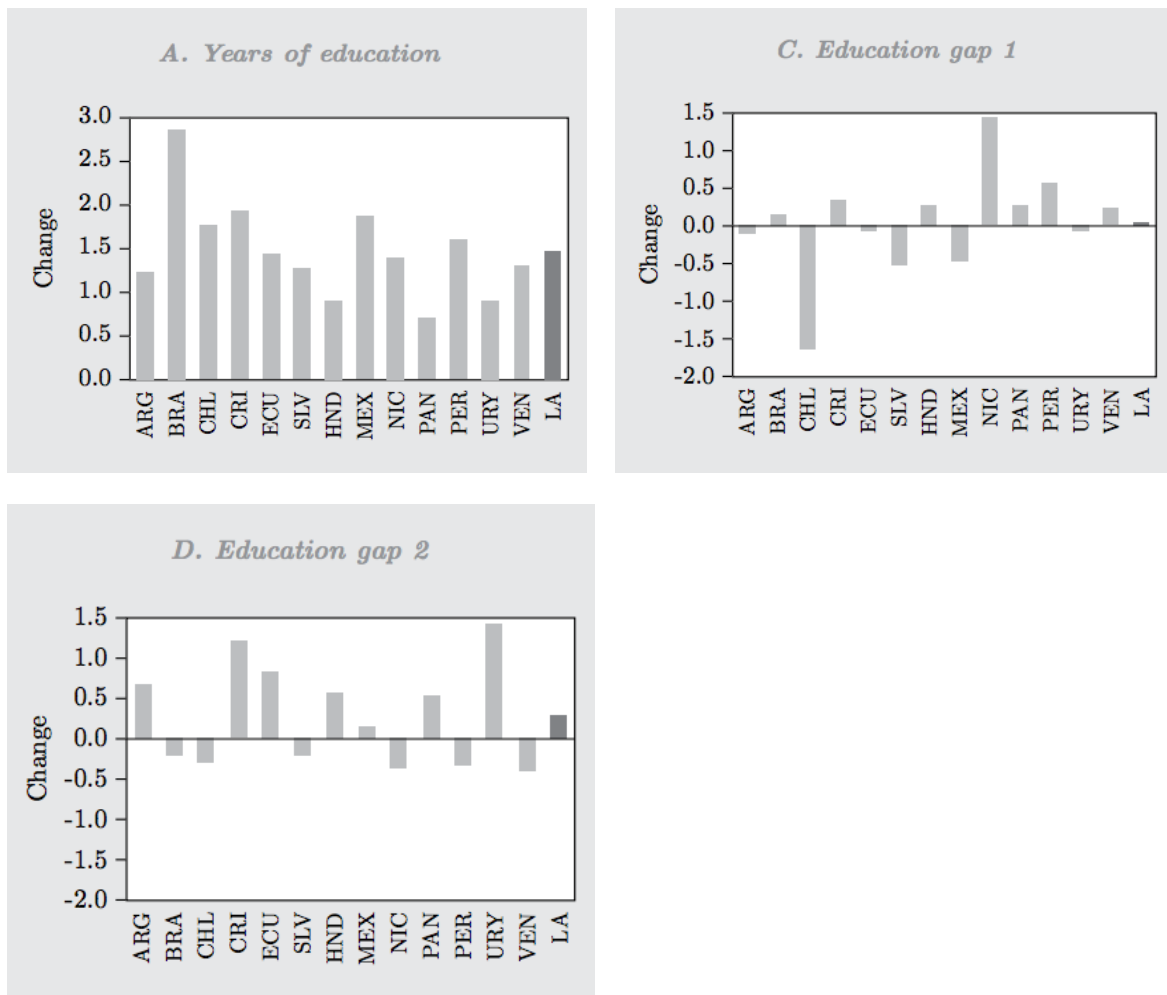 A. Years of education
3.0
2.5
2.0
1.5
1.0
0.5
0.0
Change
ARG BRA CHL CRI ECU SLV HND MEX NIC PAN PER URY VEN LA
C. Education gap 1
1.5
1.0
0.5
0.0
-0.5
-1.0
-1.5
-2.0
Change
ARG BRA CHL CRI ECU SLV HND MEX NIC PAN PER URY VEN LA
D. Education gap 2
1.5
1.0
0.5
0.0
-0.5
-1.0
-1.5
-2.0
Change
ARG BRA CHL CRI ECU SLV HND MEX NIC PAN PER URY VEN LA